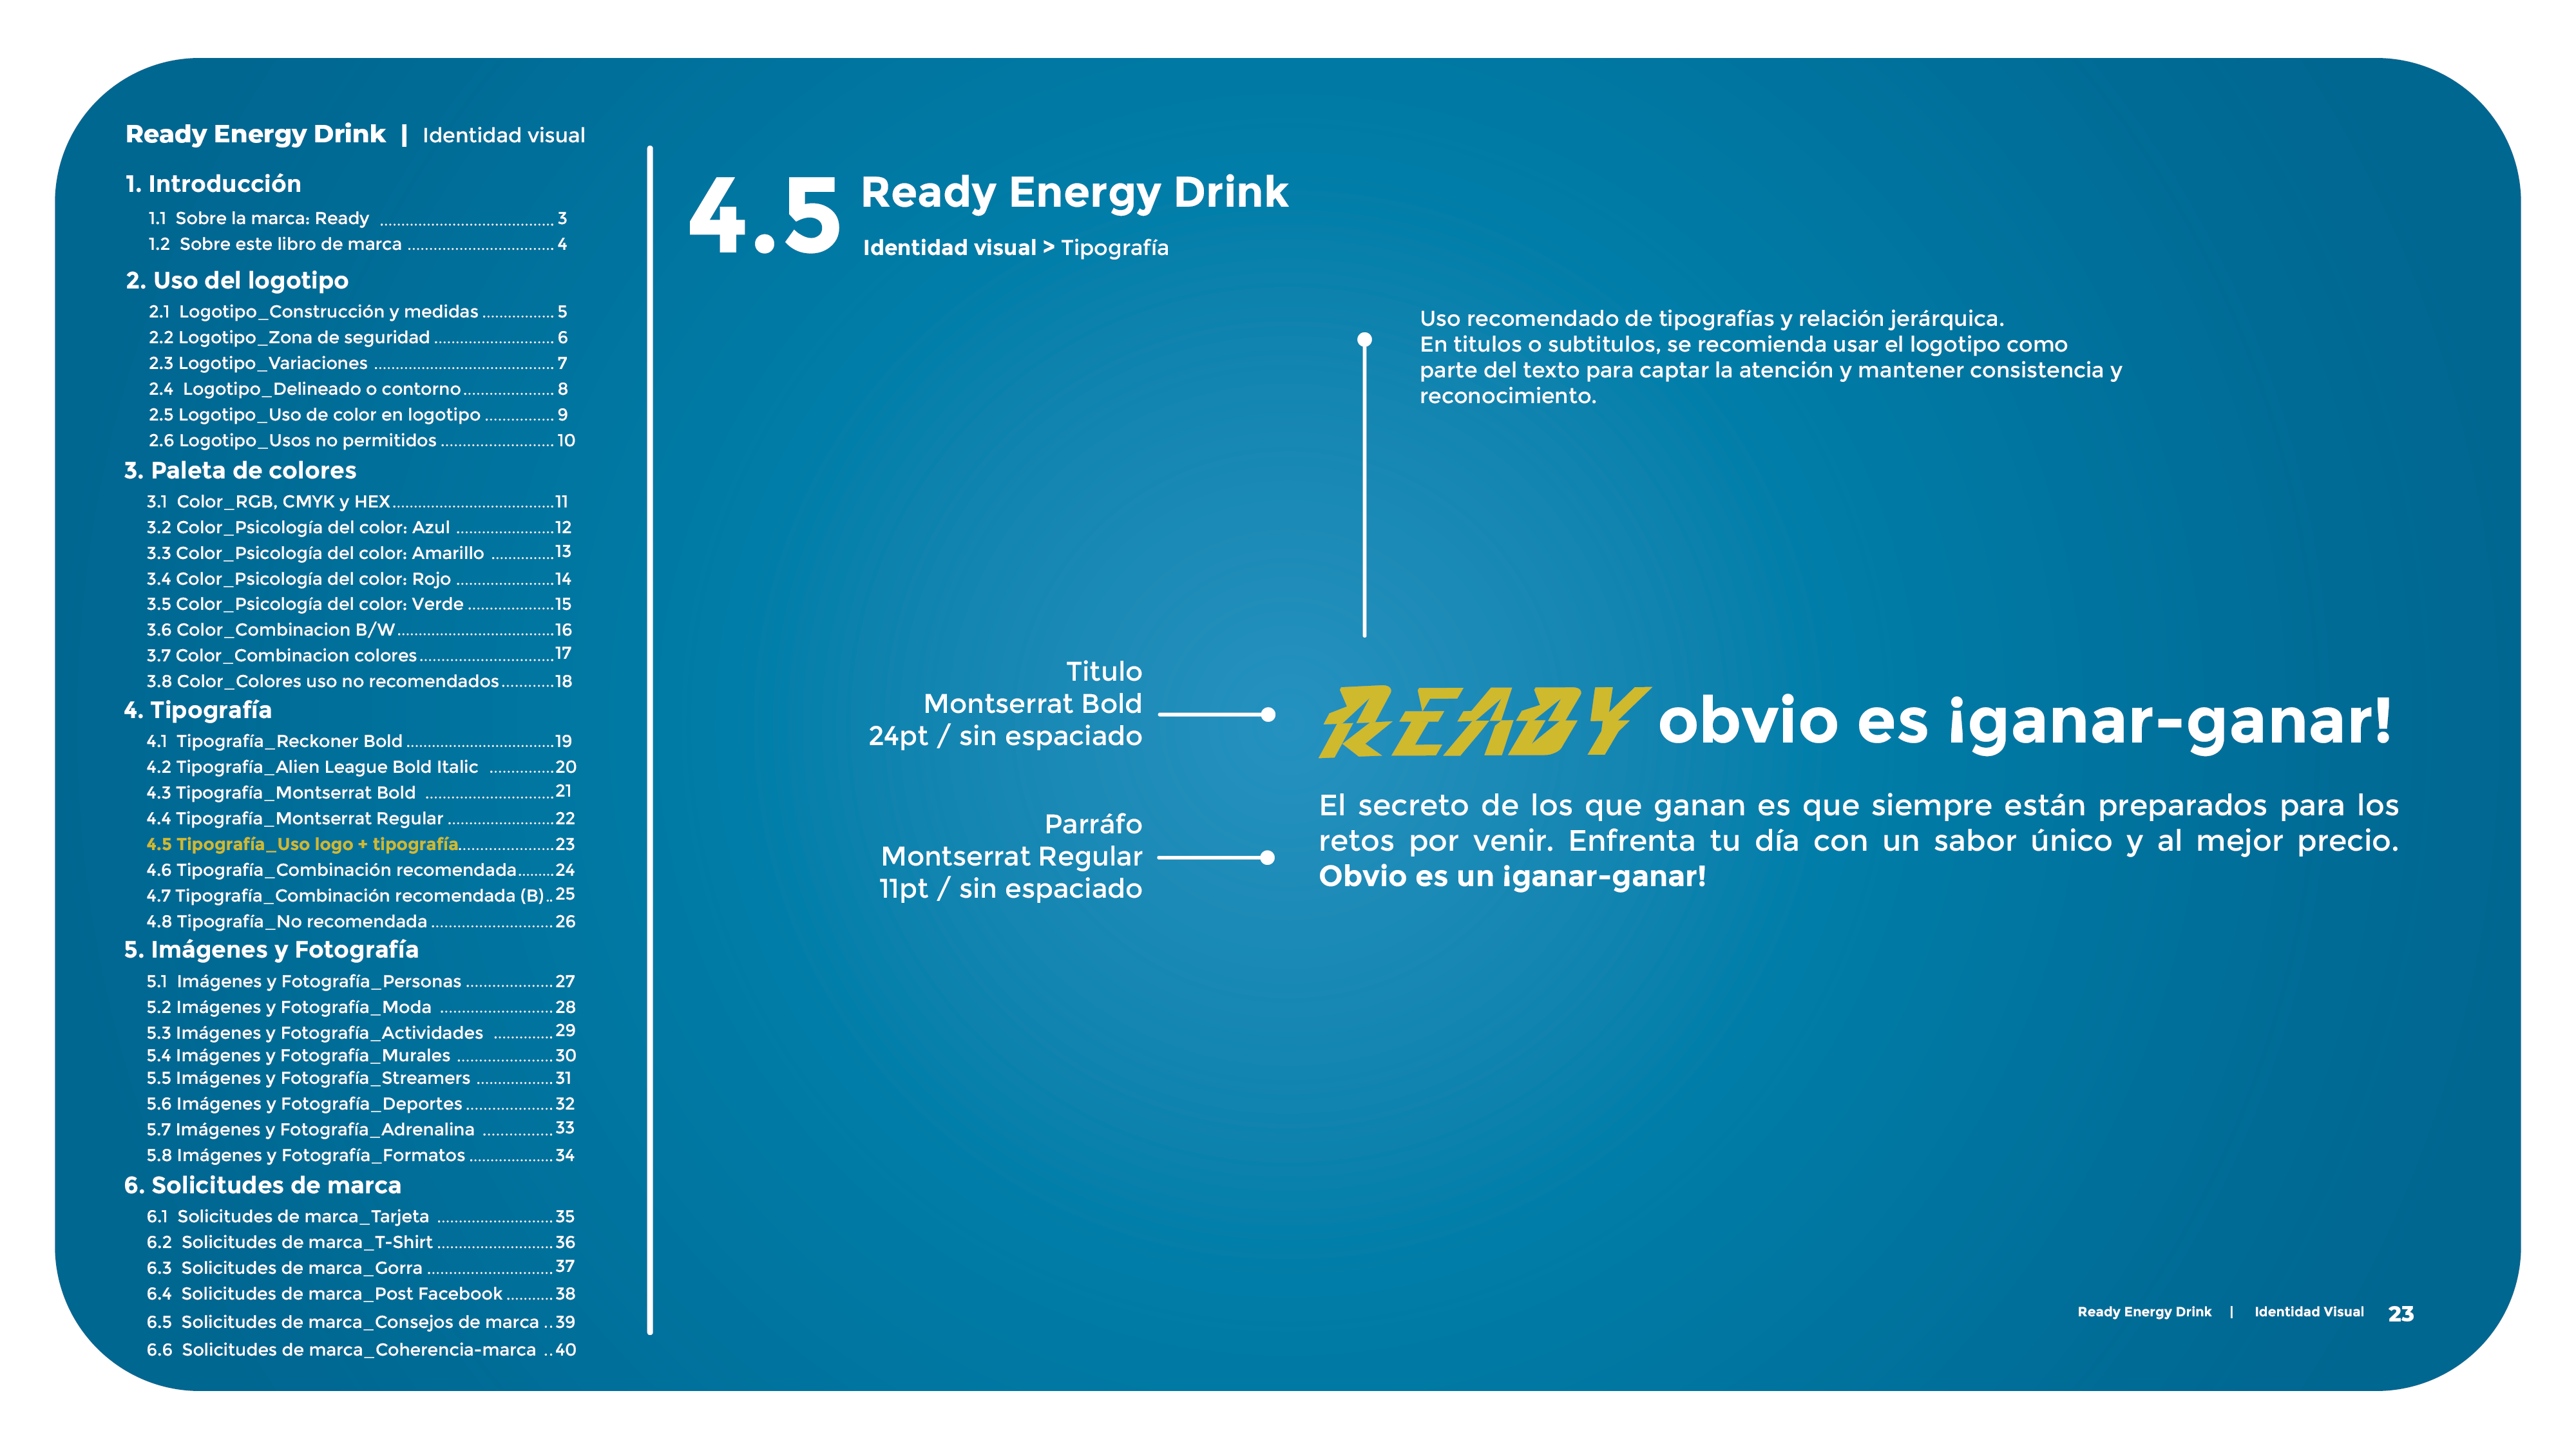 Ready Energy Drink | Identidad visual
1. Introducción
1.1 Sobre la marca: Ready ........................................ 3
1.2 Sobre este libro de marca .................................. 4
2. Uso del logotipo
2.1 Logotipo_Construcción y medidas ................ 5
2.2 Logotipo_Zona de seguridad ........................... 6
2.3 Logotipo_Variaciones ......................................... 7
2.4 Logotipo_Delineado o contorno..................... 8
2.5 Logotipo_Uso de color en logotipo ................ 9
2.6 Logotipo_Usos no permitidos .......................... 10
3. Paleta de colores
3.1 Color_RGB, CMYK y HEX.....................................11
3.2 Color_Psicología del color: Azul ......................12
3.3 Color_Psicología del color: Amarillo ..............13
3.4 Color_Psicología del color: Rojo ......................14
3.5 Color_Psicología del color: Verde ....................15
3.6 Color_Combinacion B/W....................................16
3.7 Color_Combinacion colores...............................17
3.8 Color_Colores uso no recomendados............18
4. Tipografía
4.1 Tipografía_Reckoner Bold ..................................19
4.2 Tipografía_Alien League Bold Italic ...............20
4.3 Tipografía_Montserrat Bold .............................21
4.4 Tipografía_Montserrat Regular ........................22
4.5 Tipografía_Uso logo + tipografía......................23
4.6 Tipografía_Combinación recomendada........24
4.7 Tipografía_Combinación recomendada (B).. 25
4.8 Tipografía_No recomendada ............................26
5. Imágenes y Fotografía
5.1 Imágenes y Fotografía_Personas ....................27
5.2 Imágenes y Fotografía_Moda ..........................28
5.3 Imágenes y Fotografía_Actividades ..............29
5.4 Imágenes y Fotografía_Murales ......................30
5.5 Imágenes y Fotografía_Streamers ..................31
5.6 Imágenes y Fotografía_Deportes ....................32
5.7 Imágenes y Fotografía_Adrenalina ................33
5.8 Imágenes y Fotografía_Formatos ...................34
6. Solicitudes de marca
6.1 Solicitudes de marca_Tarjeta ..........................35
6.2 Solicitudes de marca_T-Shirt ..........................36
6.3 Solicitudes de marca_Gorra ............................37
6.4 Solicitudes de marca_Post Facebook ...........38
6.5 Solicitudes de marca_Consejos de marca ..39
6.6 Solicitudes de marca_Coherencia-marca ..40
4.5 Ready Energy Drink
Identidad visual > Tipografía
Uso recomendado de tipografías y relación jerárquica.
En titulos o subtitulos, se recomienda usar el logotipo como
parte del texto para captar la atención y mantener consistencia y
reconocimiento.
Titulo
Montserrat Bold
24pt / sin espaciado
READY obvio es ¡ganar-ganar!
Parráfo
Montserrat Regular
11pt / sin espaciado
El secreto de los que ganan es que siempre están preparados para los
retos por venir. Enfrenta tu día con un sabor único y al mejor precio.
Obvio es un ¡ganar-ganar!
Ready Energy Drink | Identidad Visual 23